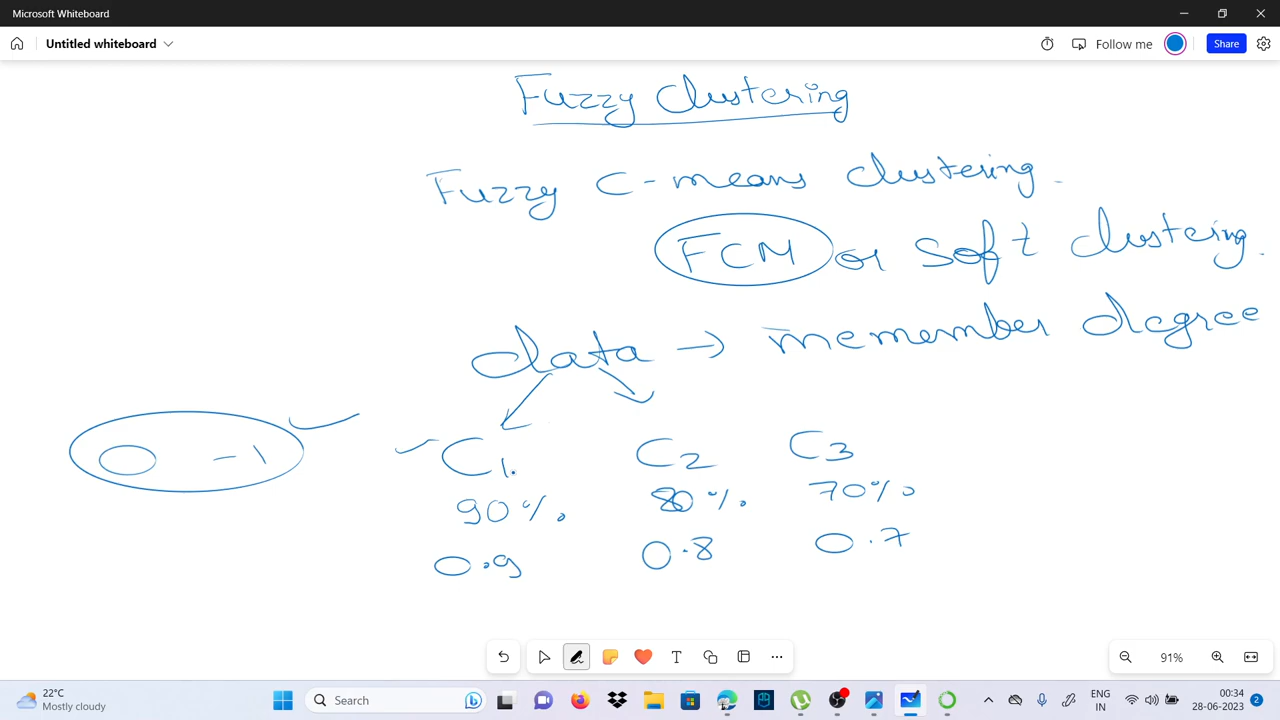 Microsoft Whiteboard
Untitled whiteboard
Follow me
Share
Fuzzy Clustering
Fuzzy C-means clustering.
FCM or Soft clustering.
data → memember degree
0 - 1
C1. C2 C3
90% 80% 70%
0.9 0.8 0.7
91%
22°C
Mostly cloudy
Search
ENG
IN
00:34
28-06-2023
2